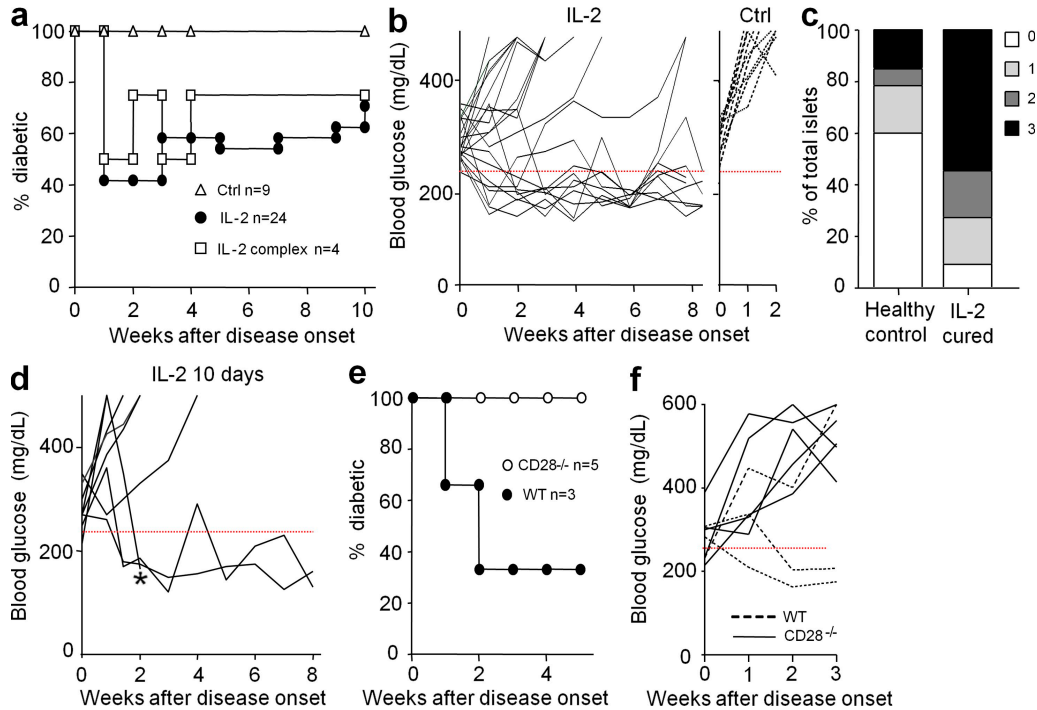 a
% diabetic
100
80
60
40
20
0
Ctrl n=9
IL-2 n=24
IL-2 complex n=4
0 2 4 6 8 10
Weeks after disease onset
b
IL-2 Ctrl
Blood glucose (mg/dL)
400
200
0
0 2 4 6 8 0 1 2
Weeks after disease onset
c
% of total islets
100
80
60
40
20
0
0
1
2
3
Healthy control
IL-2 cured
d
IL-2 10 days
Blood glucose (mg/dL)
400
200
0
*
0 2 4 6 8
Weeks after disease onset
e
% diabetic
100
80
60
40
20
0
CD28-/- n=5
WT n=3
0 2 4
Weeks after disease onset
f
Blood glucose (mg/dL)
600
400
200
0
WT
CD28-/-
0 1 2 3
Weeks after disease onset